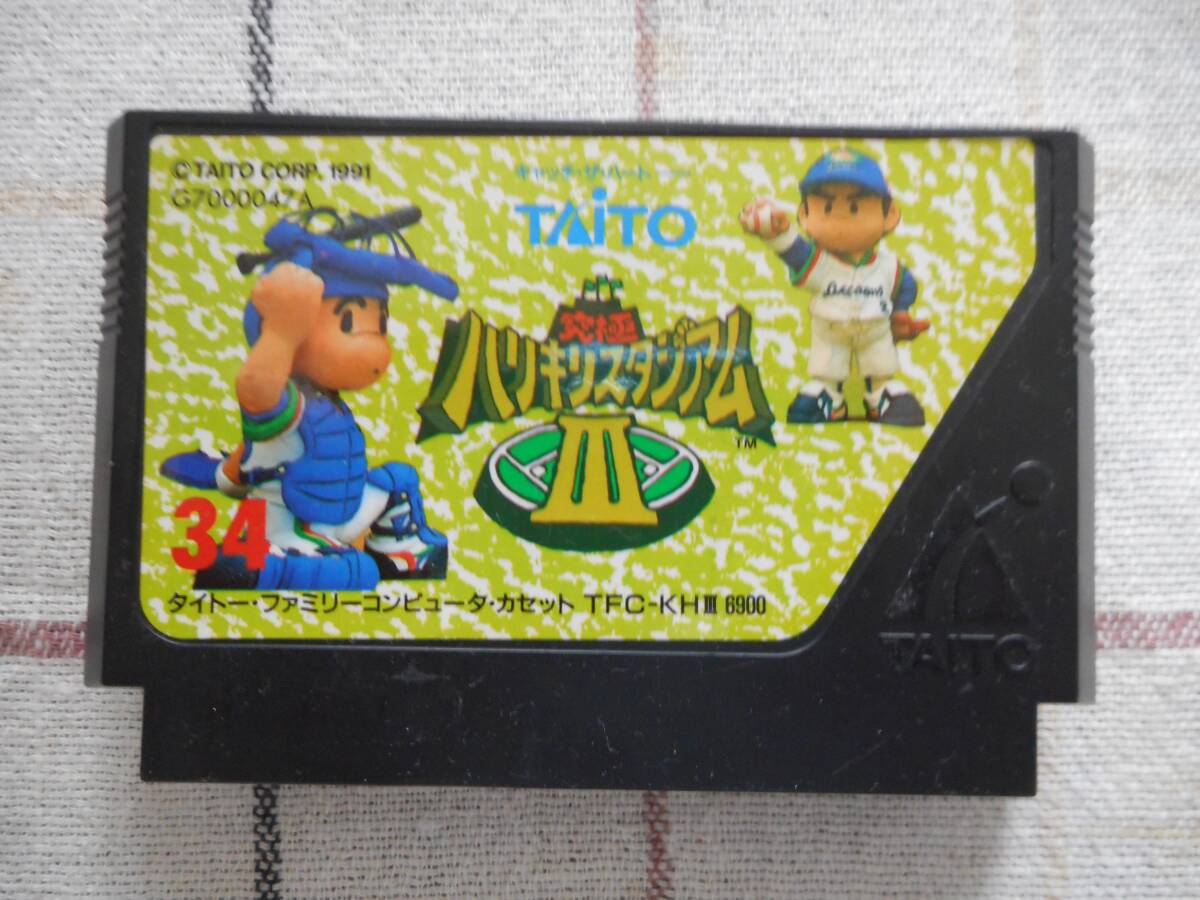 ©TAITO CORP. 1991
G7000047A
キャッチ・ザ・ハート
TAITO
究極
ハリキリスタジアム
III
TM
34
タイトー・ファミリーコンピュータ・カセット TFC-KHⅢ 6900
TAITO